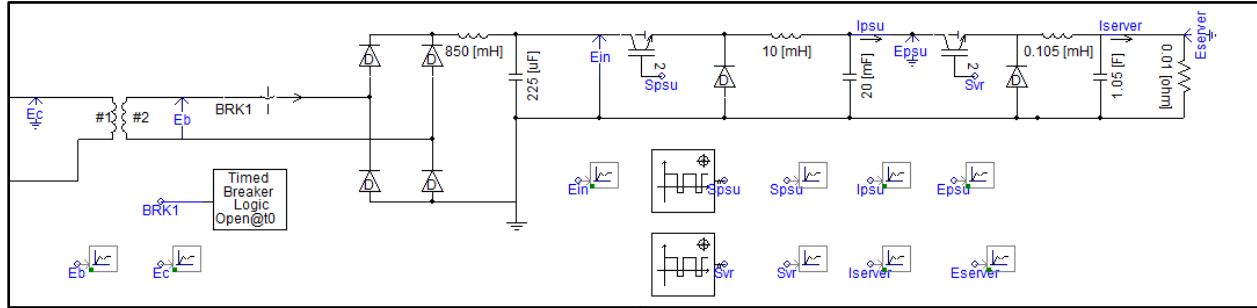 Ipsu
Iserver
Eserver
850 [mH]
10 [mH]
0.105 [mH]
D
D
225 [uF]
Ein
2
Spsu
D
20 [mF]
Epsu
2
Svr
D
1.05 [F]
0.01 [ohm]
Ec
#1
#2
Eb
BRK1
D
D
Timed
Breaker
Logic
Open@t0
BRK1
Ein
Spsu
Spsu
Ipsu
Epsu
Eb
Ec
Svr
Svr
Iserver
Eserver